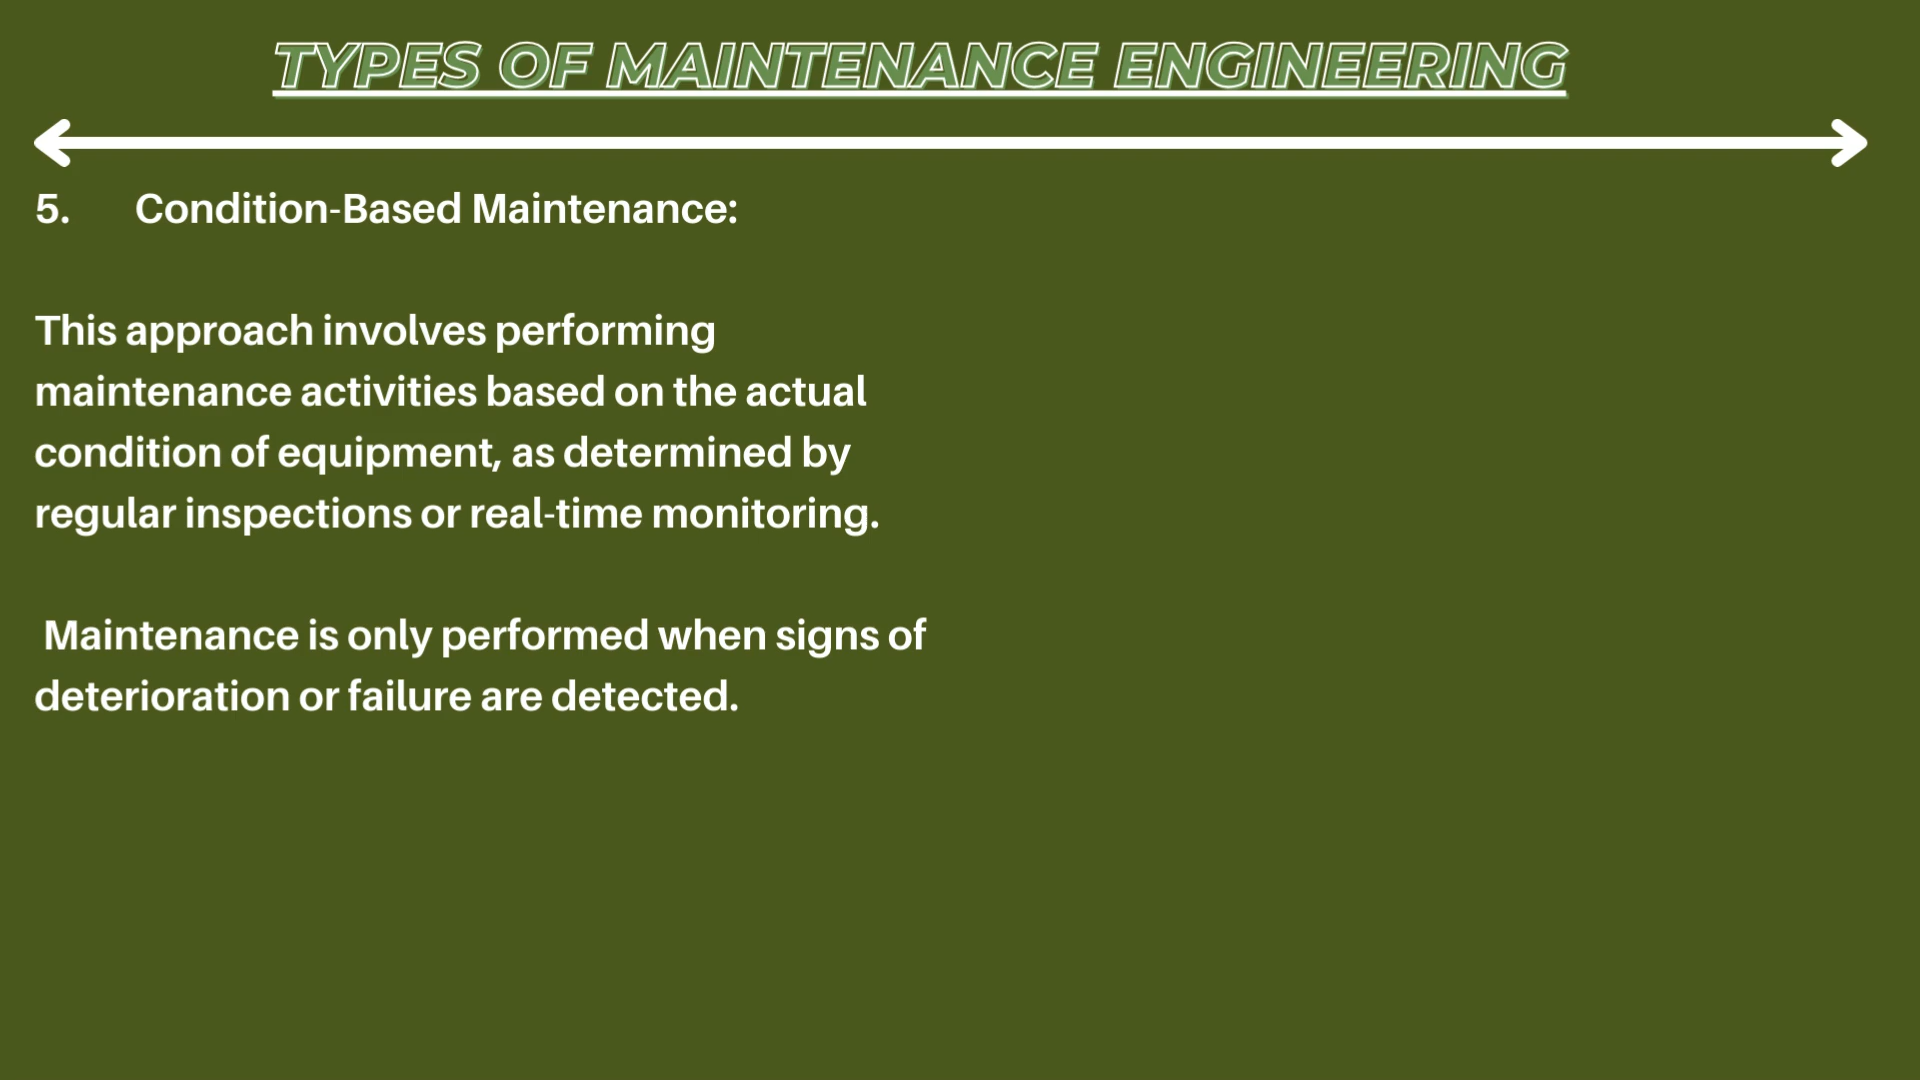 TYPES OF MAINTENANCE ENGINEERING
5. Condition-Based Maintenance:
This approach involves performing
maintenance activities based on the actual
condition of equipment, as determined by
regular inspections or real-time monitoring.
Maintenance is only performed when signs of
deterioration or failure are detected.